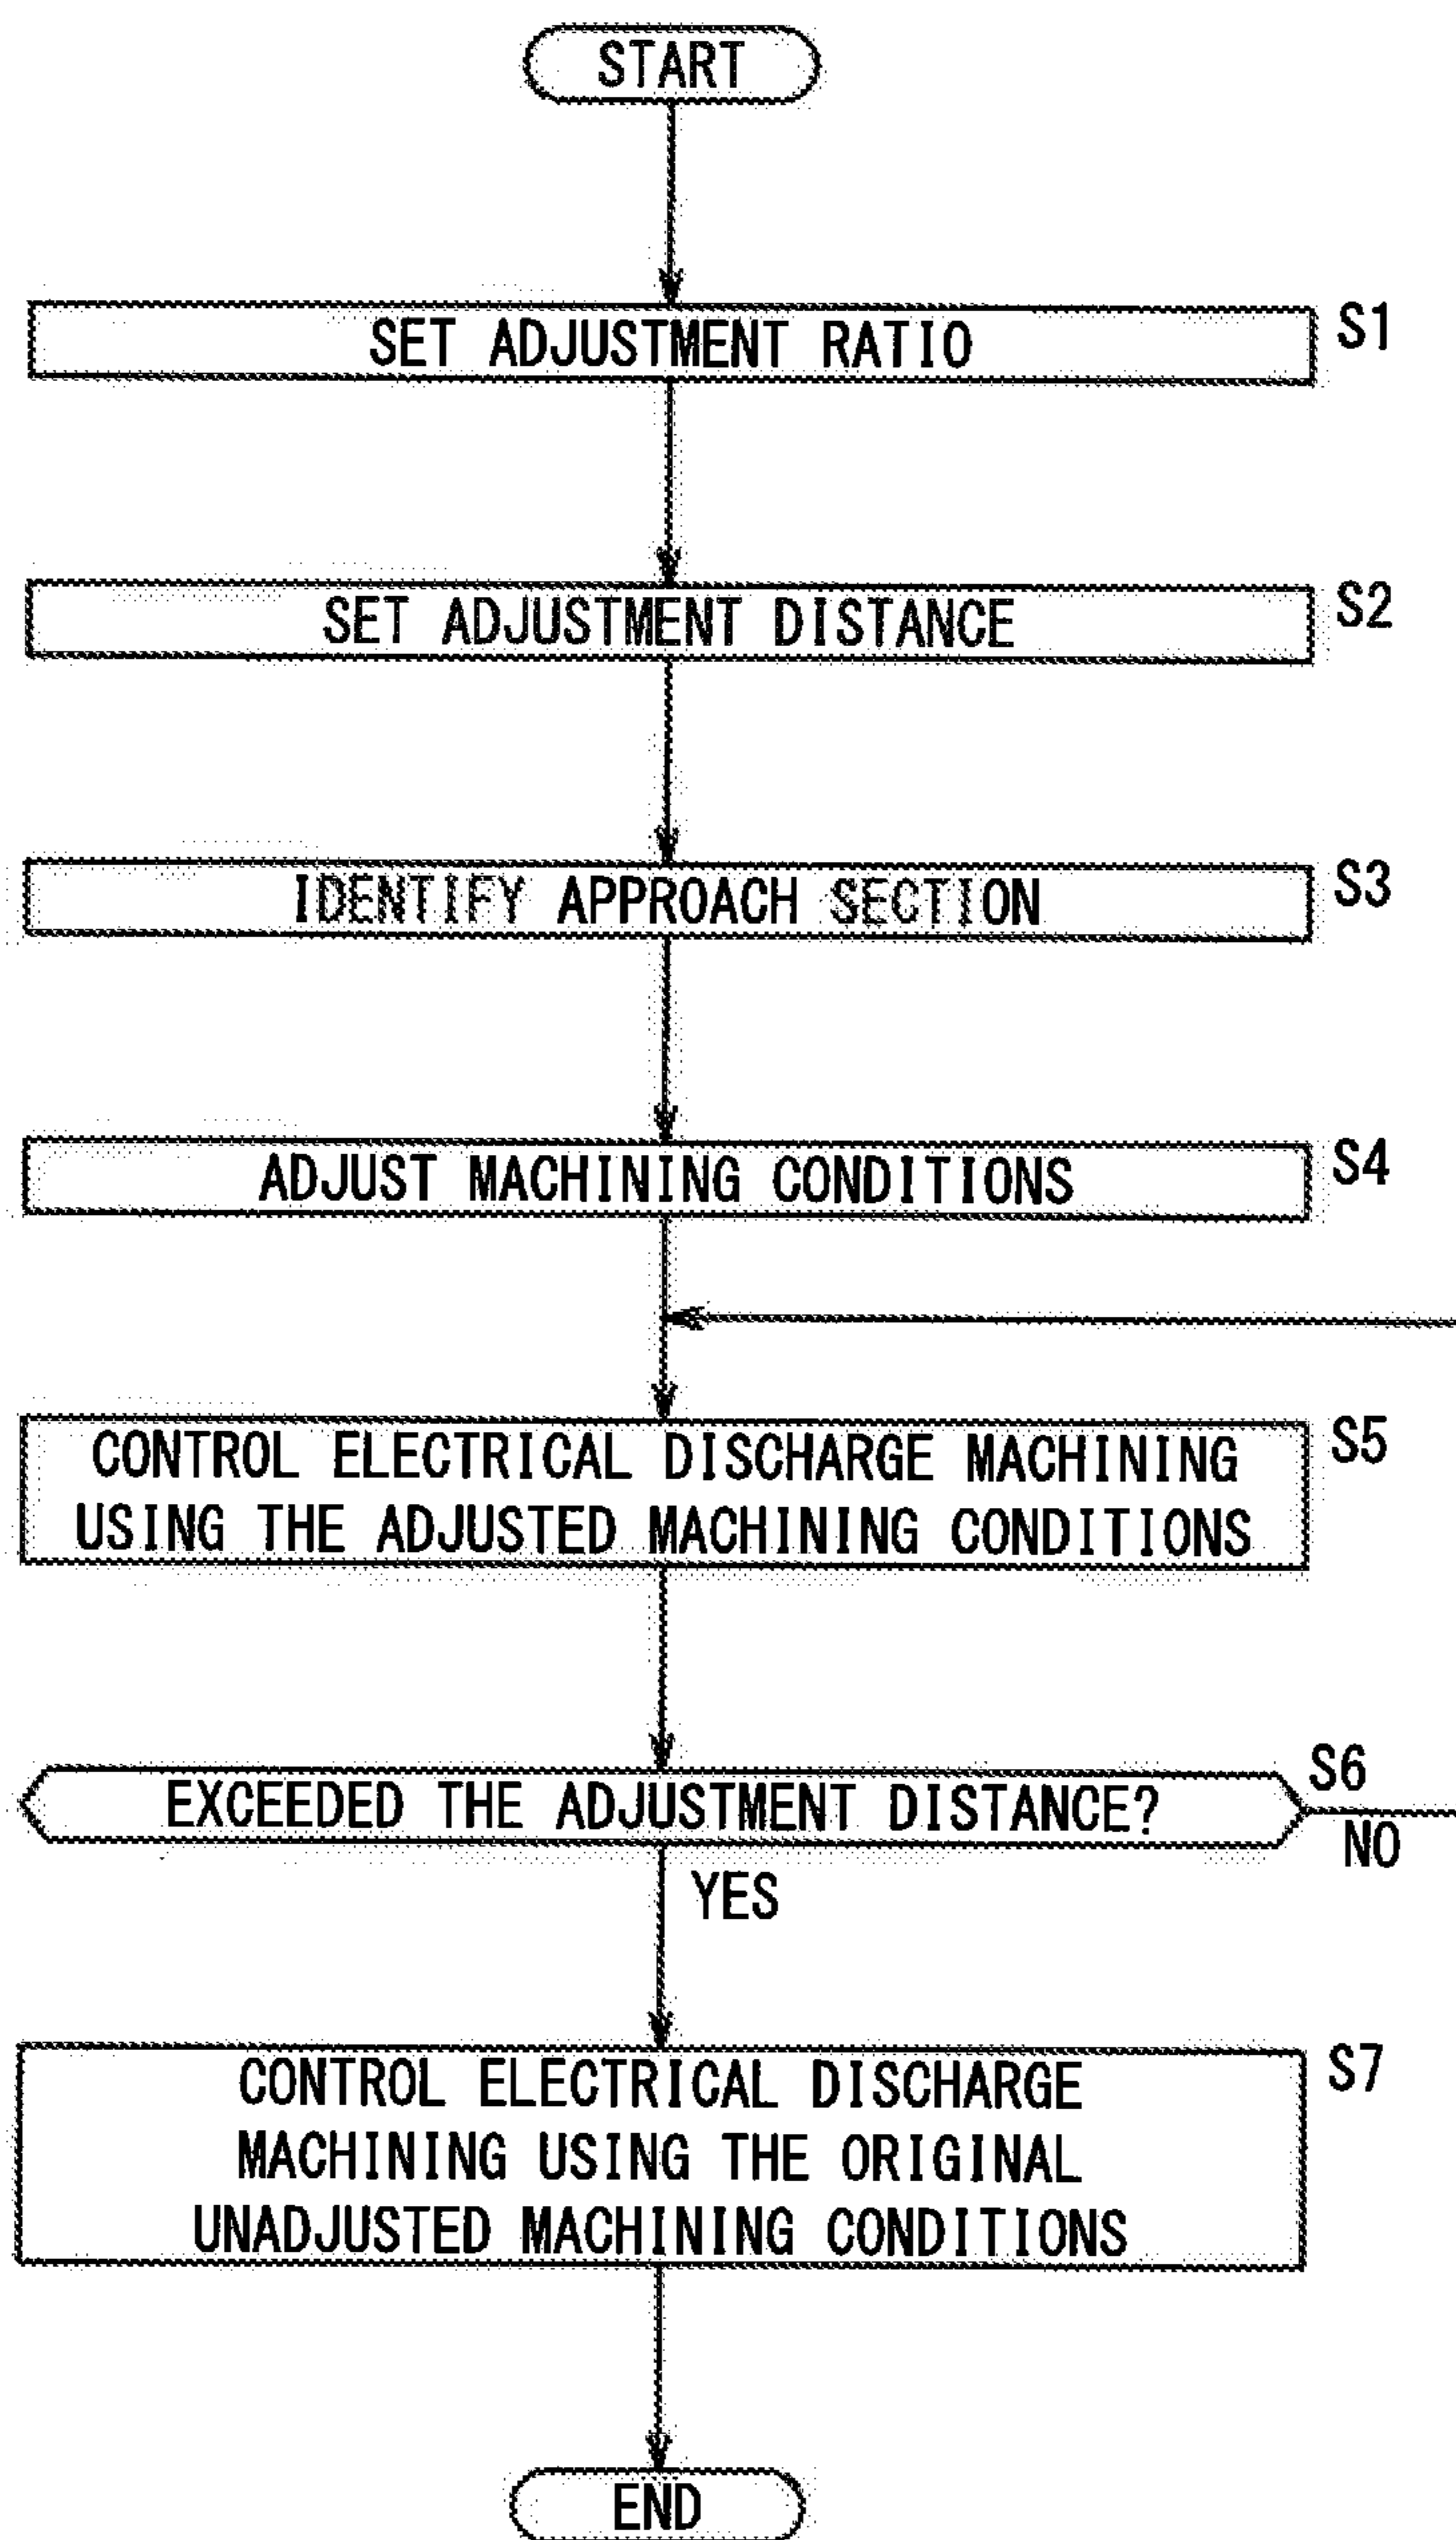 START
SET ADJUSTMENT RATIO S1
SET ADJUSTMENT DISTANCE S2
IDENTIFY APPROACH SECTION S3
ADJUST MACHINING CONDITIONS S4
CONTROL ELECTRICAL DISCHARGE MACHINING S5
USING THE ADJUSTED MACHINING CONDITIONS
EXCEEDED THE ADJUSTMENT DISTANCE? S6
NO
YES
CONTROL ELECTRICAL DISCHARGE S7
MACHINING USING THE ORIGINAL
UNADJUSTED MACHINING CONDITIONS
END